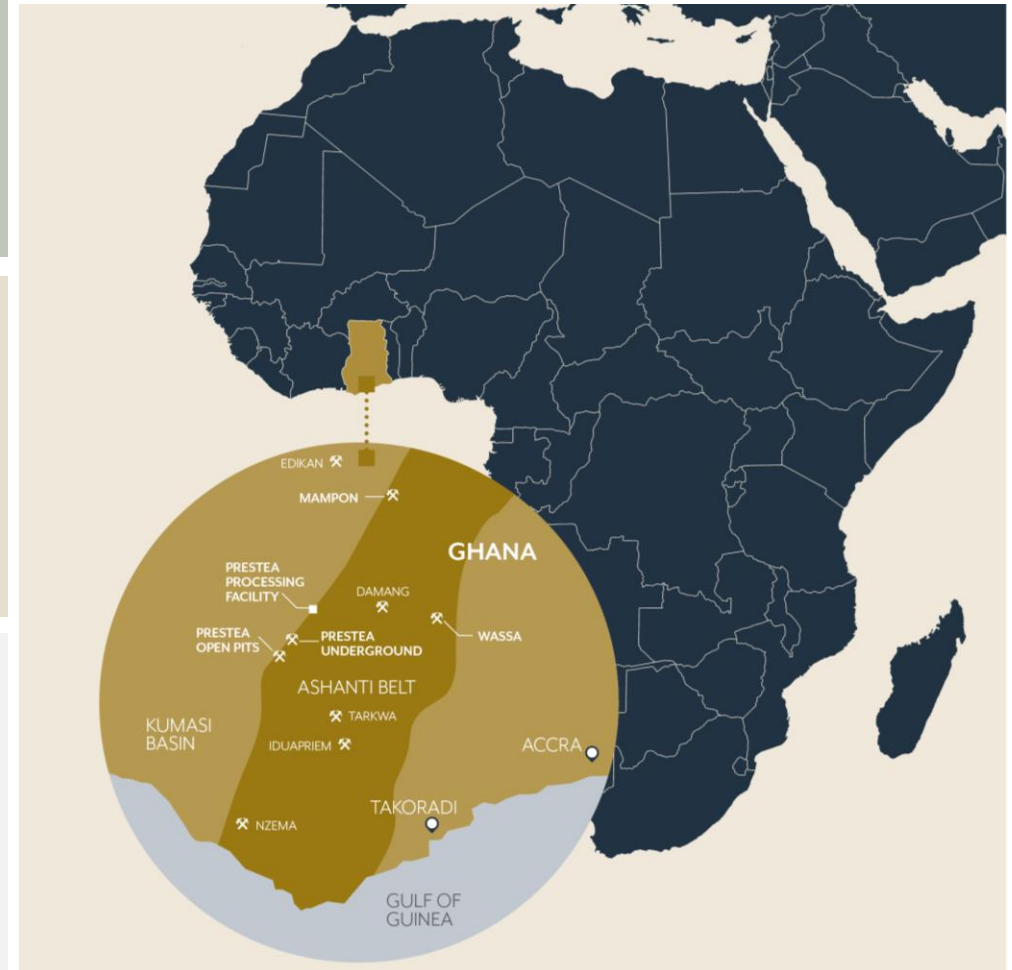 EDIKAN
MAMPON
GHANA
PRESTEA
PROCESSING
FACILITY
DAMANG
WASSA
PRESTEA
OPEN PITS
PRESTEA
UNDERGROUND
ASHANTI BELT
TARKWA
KUMASI
BASIN
IDUAPRIEM
ACCRA
TAKORADI
NZEMA
GULF OF
GUINEA